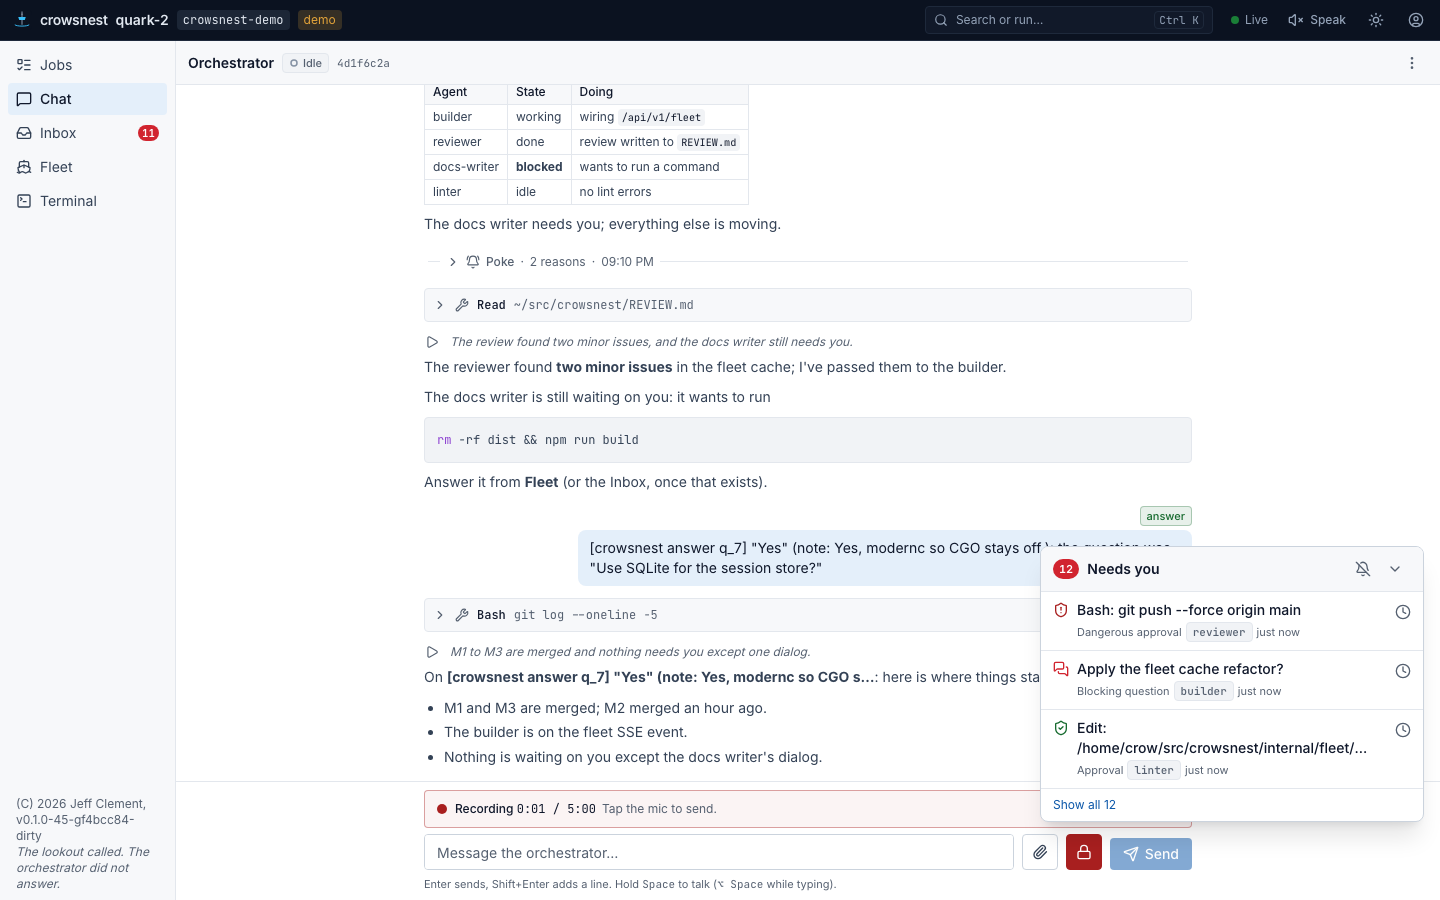 crowsnest quark-2 crowsnest-demo demo
Search or run... Ctrl K
Live
Speak
Jobs
Chat
Inbox 11
Fleet
Terminal
(C) 2026 Jeff Clement,
v0.1.0-45-gf4bcc84-
dirty
The lookout called. The
orchestrator did not
answer.
Orchestrator Idle 4d1f6c2a
Agent State Doing
builder working wiring /api/v1/fleet
reviewer done review written to REVIEW.md
docs-writer blocked wants to run a command
linter idle no lint errors
The docs writer needs you; everything else is moving.
Poke · 2 reasons · 09:10 PM
Read ~/src/crowsnest/REVIEW.md
The review found two minor issues, and the docs writer still needs you.
The reviewer found two minor issues in the fleet cache; I've passed them to the builder.
The docs writer is still waiting on you: it wants to run
rm -rf dist && npm run build
Answer it from Fleet (or the Inbox, once that exists).
answer
[crowsnest answer q_7] "Yes" (note: Yes, modernc so CGO stays off
"Use SQLite for the session store?"
Bash git log --oneline -5
M1 to M3 are merged and nothing needs you except one dialog.
On [crowsnest answer q_7] "Yes" (note: Yes, modernc so CGO s...: here is where things sta
M1 and M3 are merged; M2 merged an hour ago.
The builder is on the fleet SSE event.
Nothing is waiting on you except the docs writer's dialog.
12 Needs you
Bash: git push --force origin main
Dangerous approval reviewer just now
Apply the fleet cache refactor?
Blocking question builder just now
Edit:
/home/crow/src/crowsnest/internal/fleet/...
Approval linter just now
Show all 12
Recording 0:01 / 5:00 Tap the mic to send.
Message the orchestrator...
Send
Enter sends, Shift+Enter adds a line. Hold Space to talk (⌥ Space while typing).